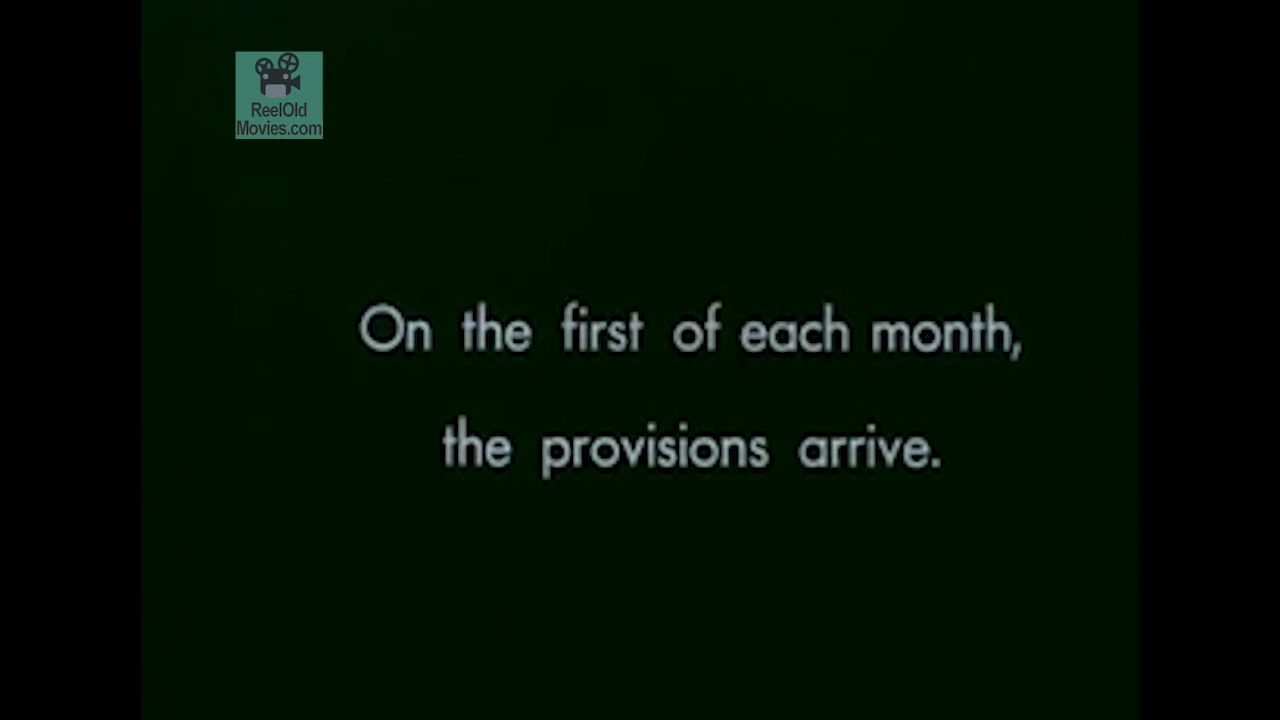 ReelOld
Movies.com
On the first of each month,
the provisions arrive.